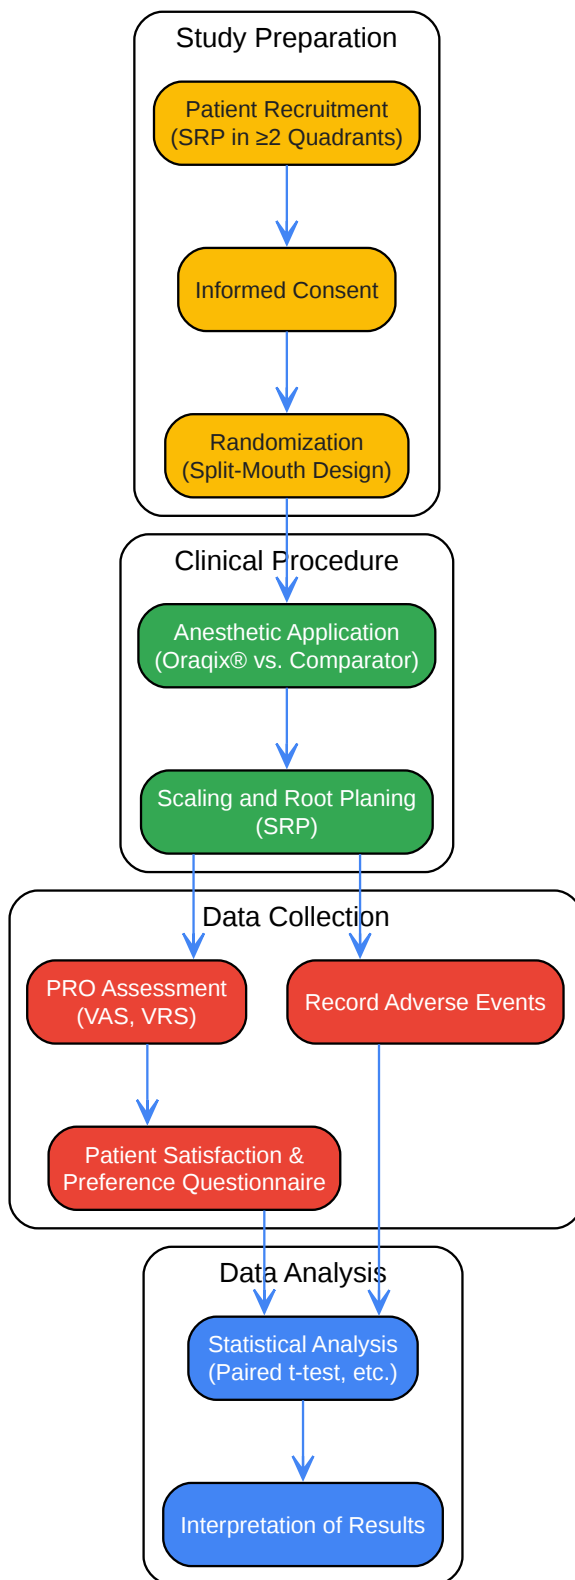 Study Preparation
Patient Recruitment
(SRP in ≥2 Quadrants)
Informed Consent
Randomization
(Split-Mouth Design)
Clinical Procedure
Anesthetic Application
(Oraqix® vs. Comparator)
Scaling and Root Planing
(SRP)
Data Collection
PRO Assessment
(VAS, VRS)
Record Adverse Events
Patient Satisfaction &
Preference Questionnaire
Data Analysis
Statistical Analysis
(Paired t-test, etc.)
Interpretation of Results